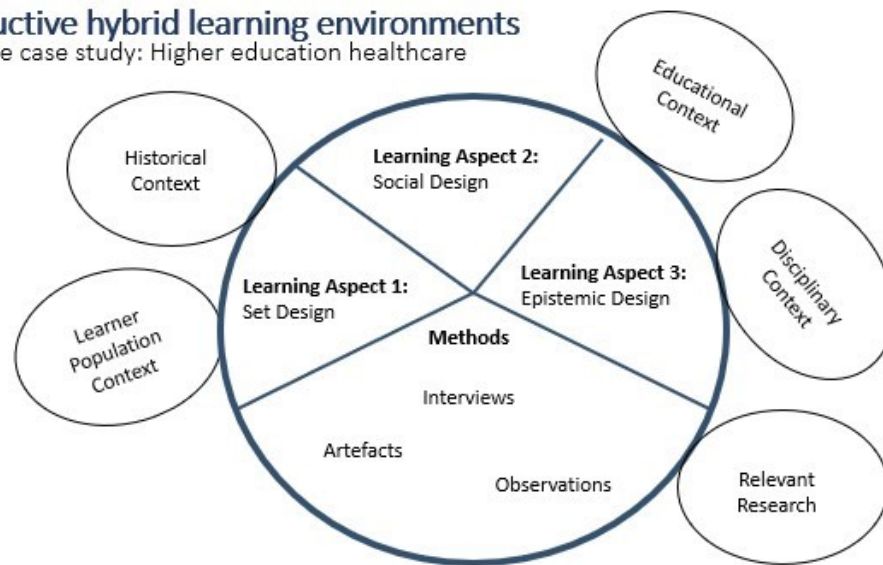 hybrid learning environments
case study: Higher education healthcare
Educational
Context
Historical
Context
Learning Aspect 2:
Social Design
Disciplinary
Context
Learning Aspect 1:
Set Design
Learning Aspect 3:
Epistemic Design
Learner
Population
Context
Methods
Interviews
Artefacts
Observations
Relevant
Research